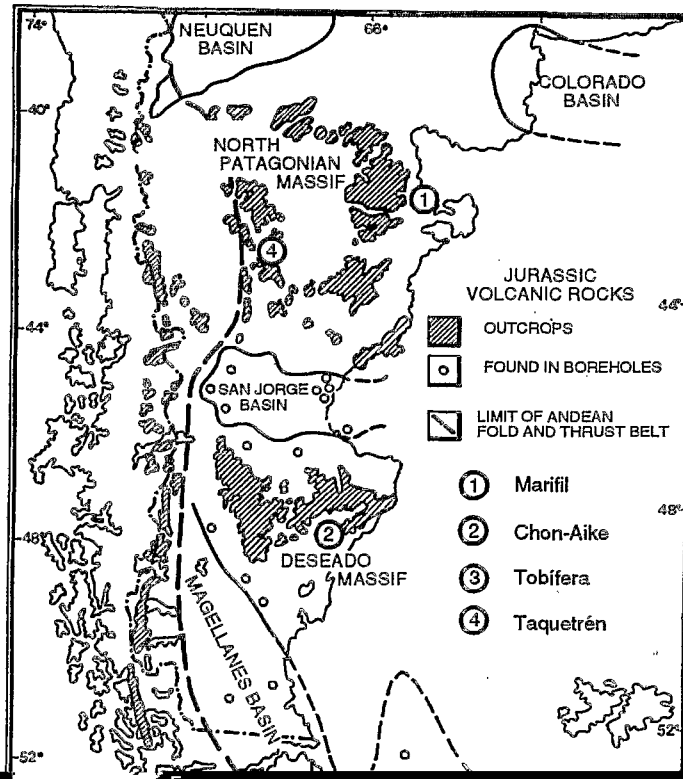 74°
66°
NEUQUEN
BASIN
COLORADO
BASIN
40°
NORTH
PATAGONIAN
MASSIF
1
4
JURASSIC
VOLCANIC ROCKS
44°
OUTCROPS
44°
FOUND IN BOREHOLES
SAN JORGE
BASIN
LIMIT OF ANDEAN
FOLD AND THRUST BELT
1 Marifil
48°
2 Chon-Aike
48°
2
DESEADO
MASSIF
3 Tobífera
4 Taquetrén
MAGELLANES BASIN
52°
52°